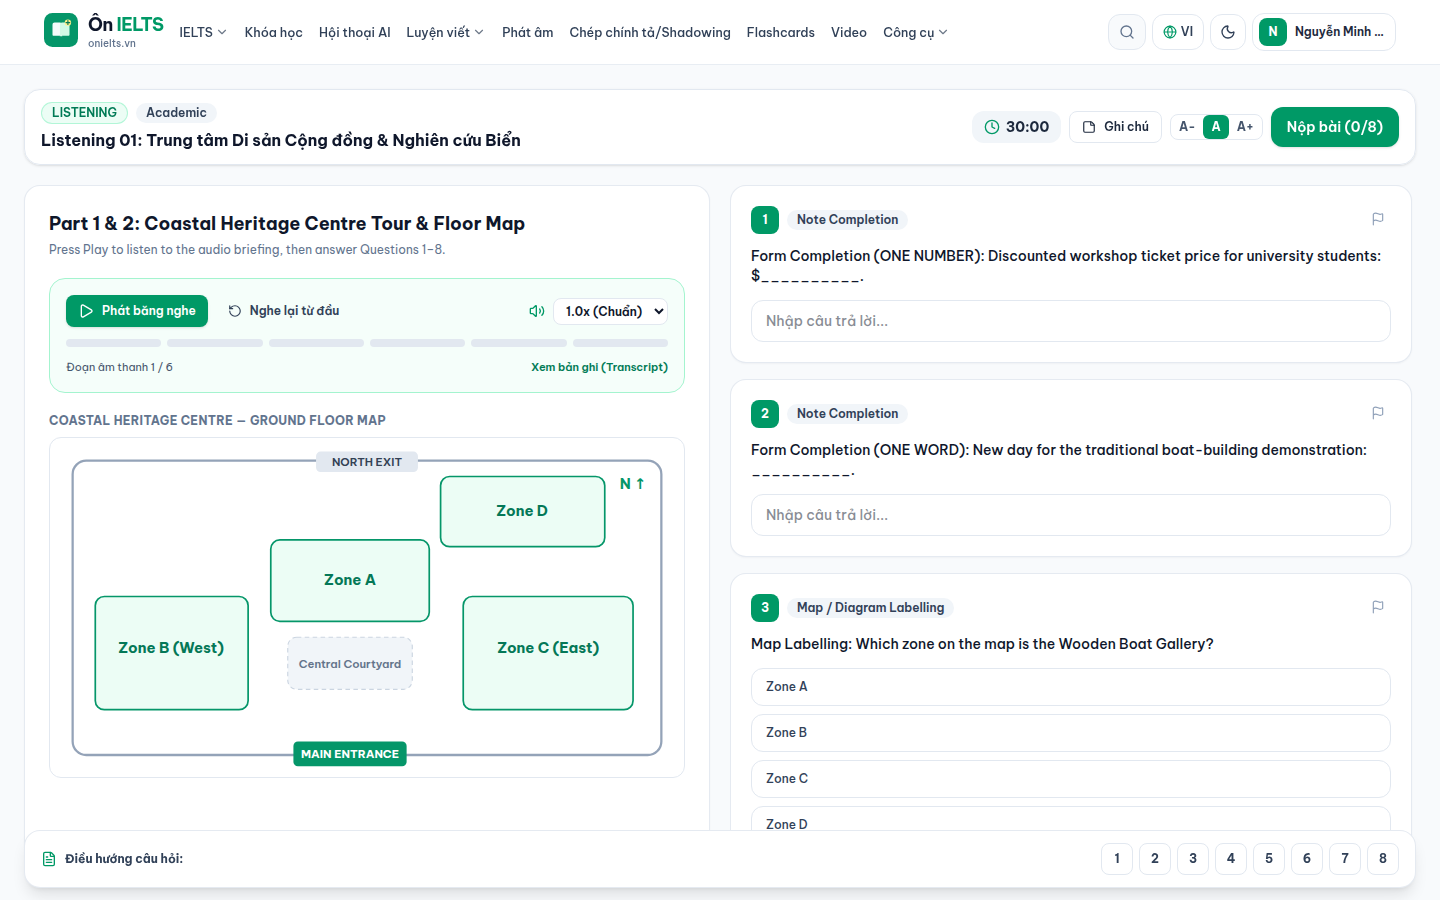 Ôn IELTS
onielts.vn
IELTS
Khóa học
Hội thoại AI
Luyện viết
Phát âm
Chép chính tả/Shadowing
Flashcards
Video
Công cụ
VI
N
Nguyễn Minh ...
LISTENING
Academic
Listening 01: Trung tâm Di sản Cộng đồng & Nghiên cứu Biển
30:00
Ghi chú
A-
A
A+
Nộp bài (0/8)
Part 1 & 2: Coastal Heritage Centre Tour & Floor Map
Press Play to listen to the audio briefing, then answer Questions 1–8.
Phát băng nghe
Nghe lại từ đầu
1.0x (Chuẩn)
Đoạn âm thanh 1 / 6
Xem bản ghi (Transcript)
COASTAL HERITAGE CENTRE — GROUND FLOOR MAP
NORTH EXIT
N ↑
Zone D
Zone A
Zone B (West)
Zone C (East)
Central Courtyard
MAIN ENTRANCE
1
Note Completion
Form Completion (ONE NUMBER): Discounted workshop ticket price for university students:
$__________.
Nhập câu trả lời...
2
Note Completion
Form Completion (ONE WORD): New day for the traditional boat-building demonstration:
__________.
Nhập câu trả lời...
3
Map / Diagram Labelling
Map Labelling: Which zone on the map is the Wooden Boat Gallery?
Zone A
Zone B
Zone C
Zone D
Điều hướng câu hỏi:
1
2
3
4
5
6
7
8